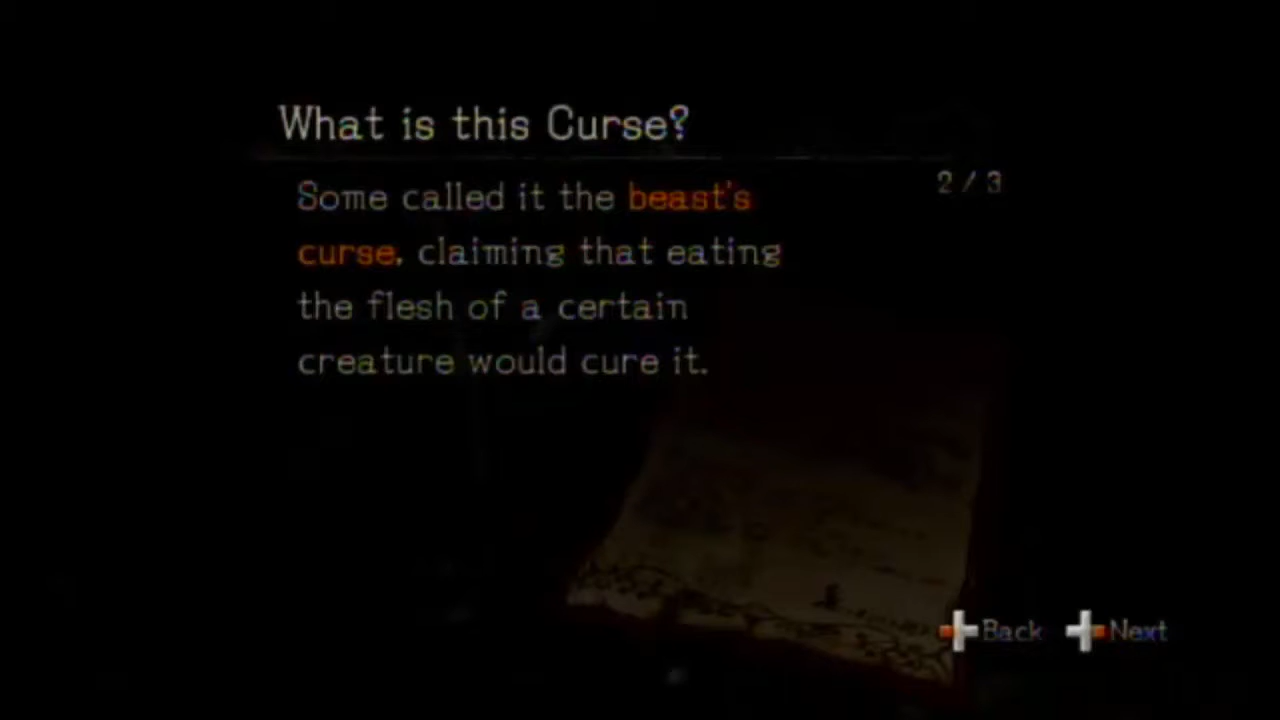 What is this Curse?
2 / 3
Some called it the beast's
curse, claiming that eating
the flesh of a certain
creature would cure it.
Back Next